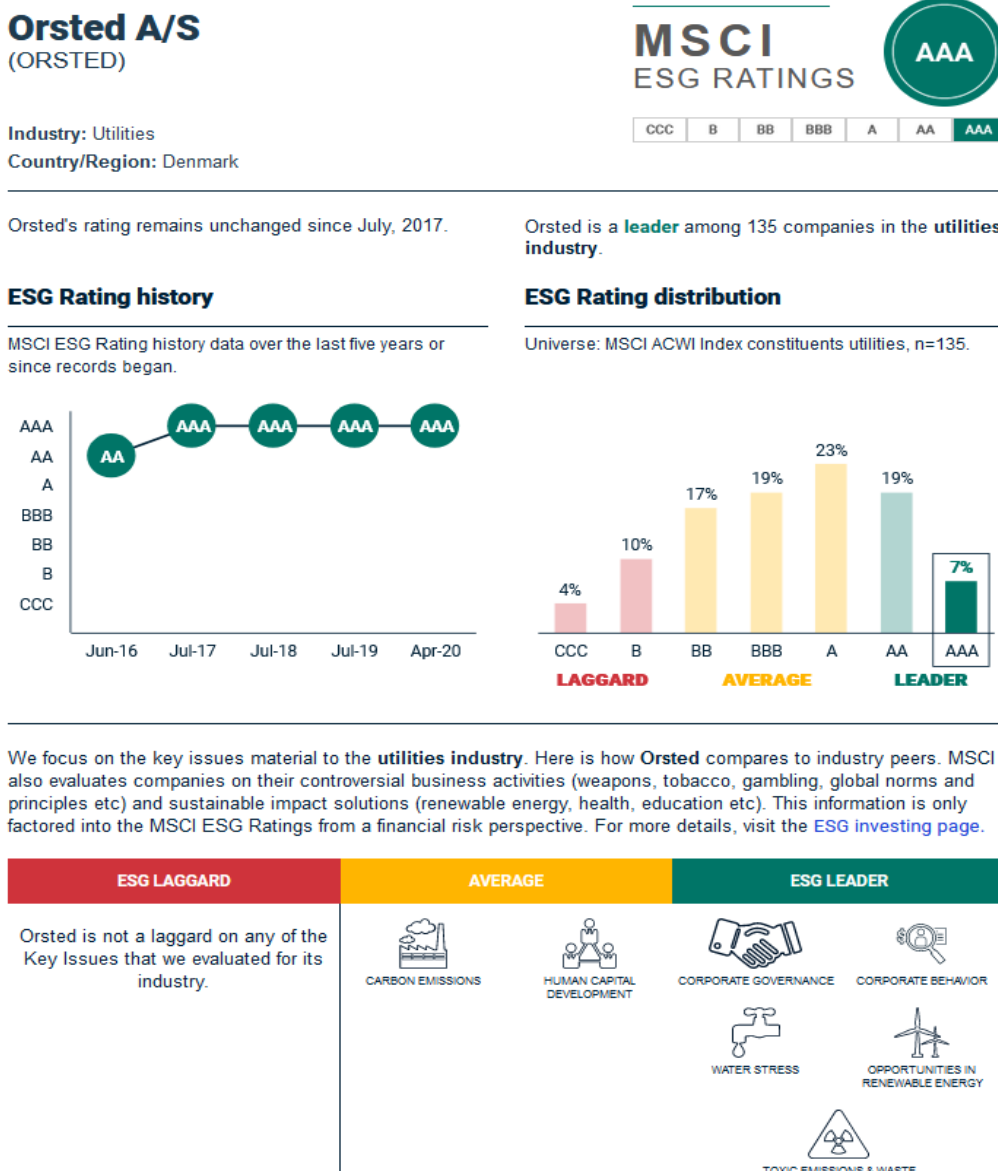 Orsted A/S
(ORSTED)
Industry: Utilities
Country/Region: Denmark
MSCI
ESG RATINGS
AAA
CCC B BB BBB A AA AAA
Orsted's rating remains unchanged since July, 2017.
Orsted is a leader among 135 companies in the utilities
industry.
ESG Rating history
MSCI ESG Rating history data over the last five years or
since records began.
AAA
AA
A
BBB
BB
B
CCC
AA AAA AAA AAA AAA
Jun-16 Jul-17 Jul-18 Jul-19 Apr-20
ESG Rating distribution
Universe: MSCI ACWI Index constituents utilities, n=135.
4% 10% 17% 19% 23% 19% 7%
CCC B BB BBB A AA AAA
LAGGARD AVERAGE LEADER
We focus on the key issues material to the utilities industry. Here is how Orsted compares to industry peers. MSCI
also evaluates companies on their controversial business activities (weapons, tobacco, gambling, global norms and
principles etc) and sustainable impact solutions (renewable energy, health, education etc). This information is only
factored into the MSCI ESG Ratings from a financial risk perspective. For more details, visit the ESG investing page.
ESG LAGGARD AVERAGE ESG LEADER
Orsted is not a laggard on any of the
Key Issues that we evaluated for its
industry.
CARBON EMISSIONS
HUMAN CAPITAL
DEVELOPMENT
CORPORATE GOVERNANCE
CORPORATE BEHAVIOR
WATER STRESS
OPPORTUNITIES IN
RENEWABLE ENERGY
TOXIC EMISSIONS & WASTE